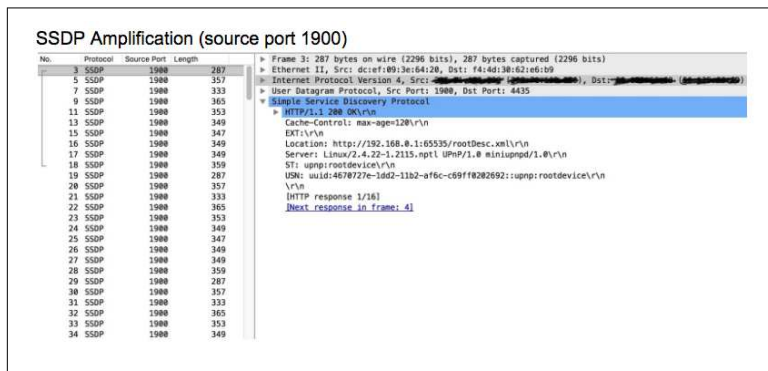 SSDP Amplification (source port 1900)
No. Protocol Source Port Length
3 SSDP 1900 287
5 SSDP 1900 357
7 SSDP 1900 333
9 SSDP 1900 365
11 SSDP 1900 353
13 SSDP 1900 349
15 SSDP 1900 347
16 SSDP 1900 349
17 SSDP 1900 349
18 SSDP 1900 359
19 SSDP 1900 287
20 SSDP 1900 357
21 SSDP 1900 333
22 SSDP 1900 365
23 SSDP 1900 353
24 SSDP 1900 349
25 SSDP 1900 347
26 SSDP 1900 349
27 SSDP 1900 349
28 SSDP 1900 359
29 SSDP 1900 287
30 SSDP 1900 357
31 SSDP 1900 333
32 SSDP 1900 365
33 SSDP 1900 353
34 SSDP 1900 349
Frame 3: 287 bytes on wire (2296 bits), 287 bytes captured (2296 bits)
Ethernet II, Src: dc:ef:09:3e:64:20, Dst: f4:4d:30:62:e6:b9
Internet Protocol Version 4, Src: ), Dst: ( )
User Datagram Protocol, Src Port: 1900, Dst Port: 4435
Simple Service Discovery Protocol
HTTP/1.1 200 OK\r\n
Cache-Control: max-age=120\r\n
EXT:\r\n
Location: http://192.168.0.1:65535/rootDesc.xml\r\n
Server: Linux/2.4.22-1.2115.nptl UPnP/1.0 miniupnpd/1.0\r\n
ST: upnp:rootdevice\r\n
USN: uuid:4670727e-1dd2-11b2-af6c-c69ff0202692::upnp:rootdevice\r\n
\r\n
[HTTP response 1/16]
[Next response in frame: 4]